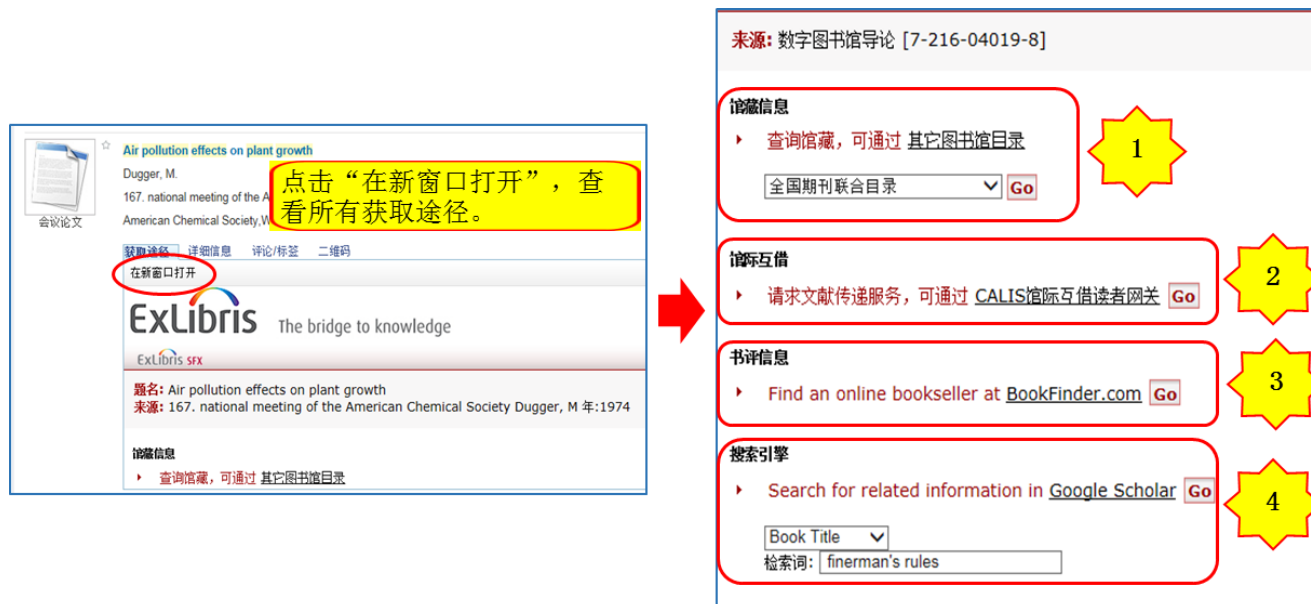 Air pollution effects on plant growth
Dugger, M.
167. national meeting of the A
American Chemical Society,W
会议论文
点击“在新窗口打开”，查
看所有获取途径。
获取途径 详细信息 评论/标签 二维码
在新窗口打开
ExLibris The bridge to knowledge
ExLibris SFX
题名: Air pollution effects on plant growth
来源: 167. national meeting of the American Chemical Society Dugger, M 年:1974
馆藏信息
查询馆藏，可通过 其它图书馆目录
来源: 数字图书馆导论 [7-216-04019-8]
馆藏信息
查询馆藏，可通过 其它图书馆目录
全国期刊联合目录 Go
1
馆际互借
请求文献传递服务，可通过 CALIS馆际互借读者网关 Go
2
书评信息
Find an online bookseller at BookFinder.com Go
3
搜索引擎
Search for related information in Google Scholar Go
Book Title
检索词: finerman's rules
4